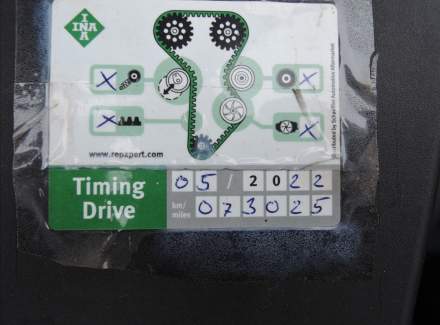 INA
X X
X X
www.repxpert.com
Timing Drive
05 / 2022
km/miles 073025